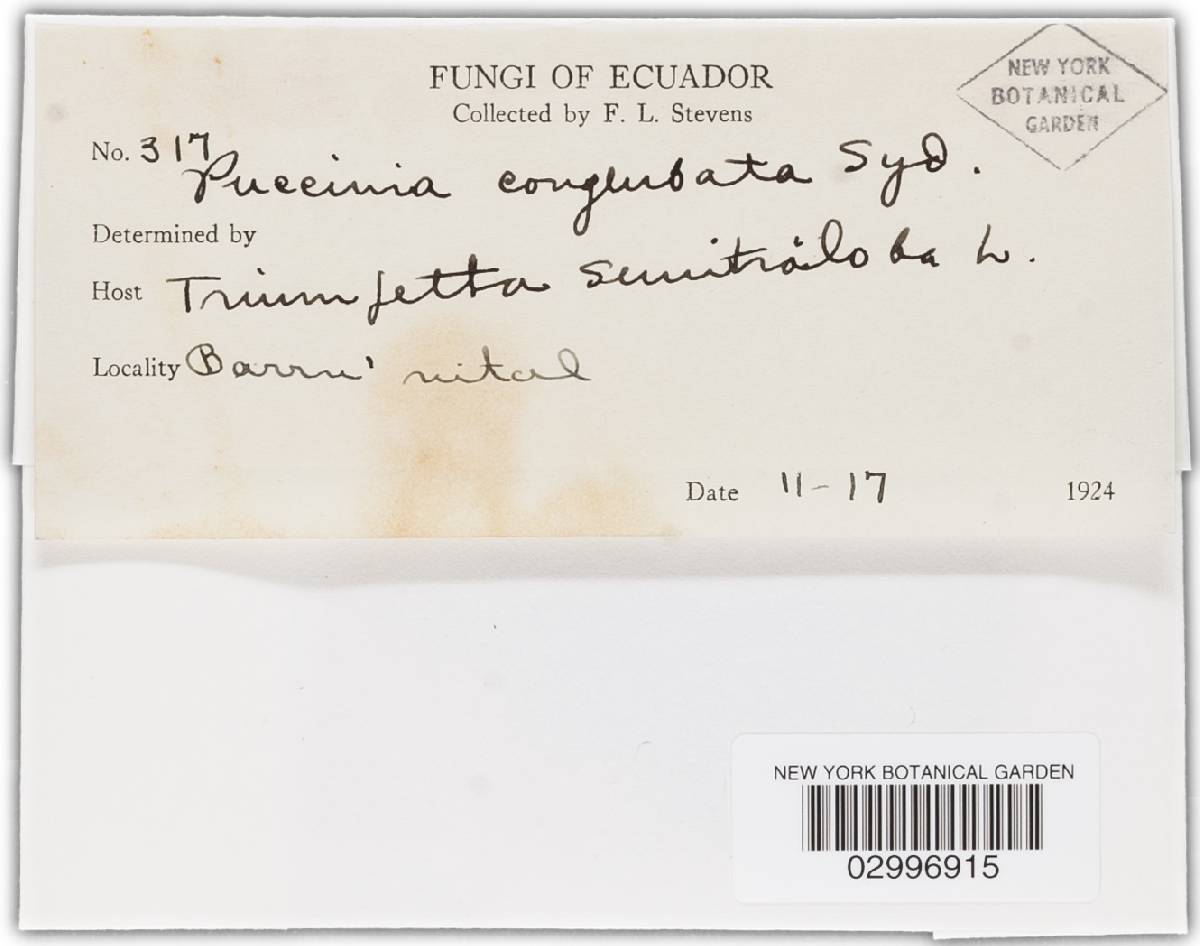 FUNGI OF ECUADOR
Collected by F. L. Stevens
NEW YORK
BOTANICAL
GARDEN
No. 317
Puccinia conglobata Syd.
Determined by
Host Triumfetta semitriloba L.
Locality
Date 11-17 1924
NEW YORK BOTANICAL GARDEN
02996915